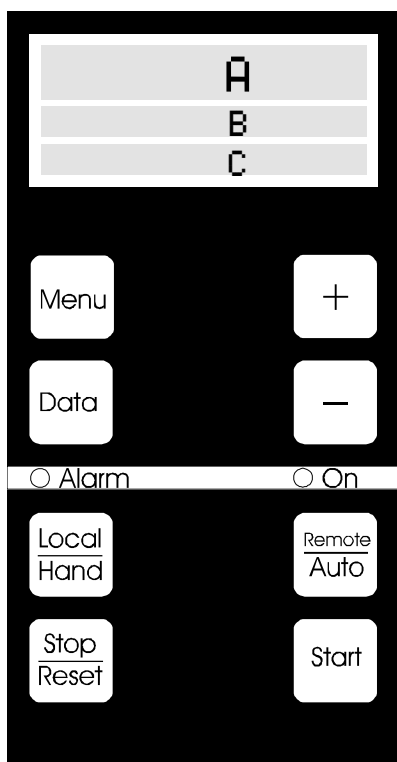 A
B
C
Menu
+
Data
−
Alarm
On
Local
Hand
Remote
Auto
Stop
Reset
Start